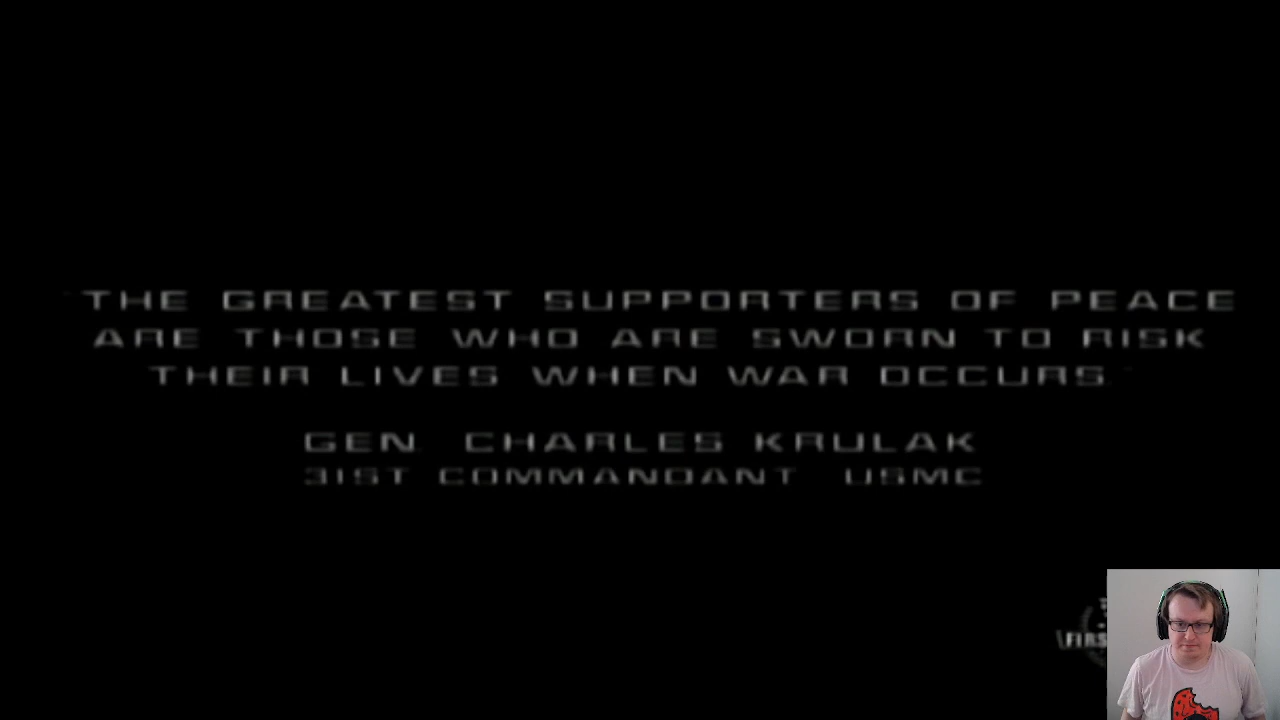 "THE GREATEST SUPPORTERS OF PEACE
ARE THOSE WHO ARE SWORN TO RISK
THEIR LIVES WHEN WAR OCCURS."
GEN. CHARLES KRULAK
31ST COMMANDANT USMC